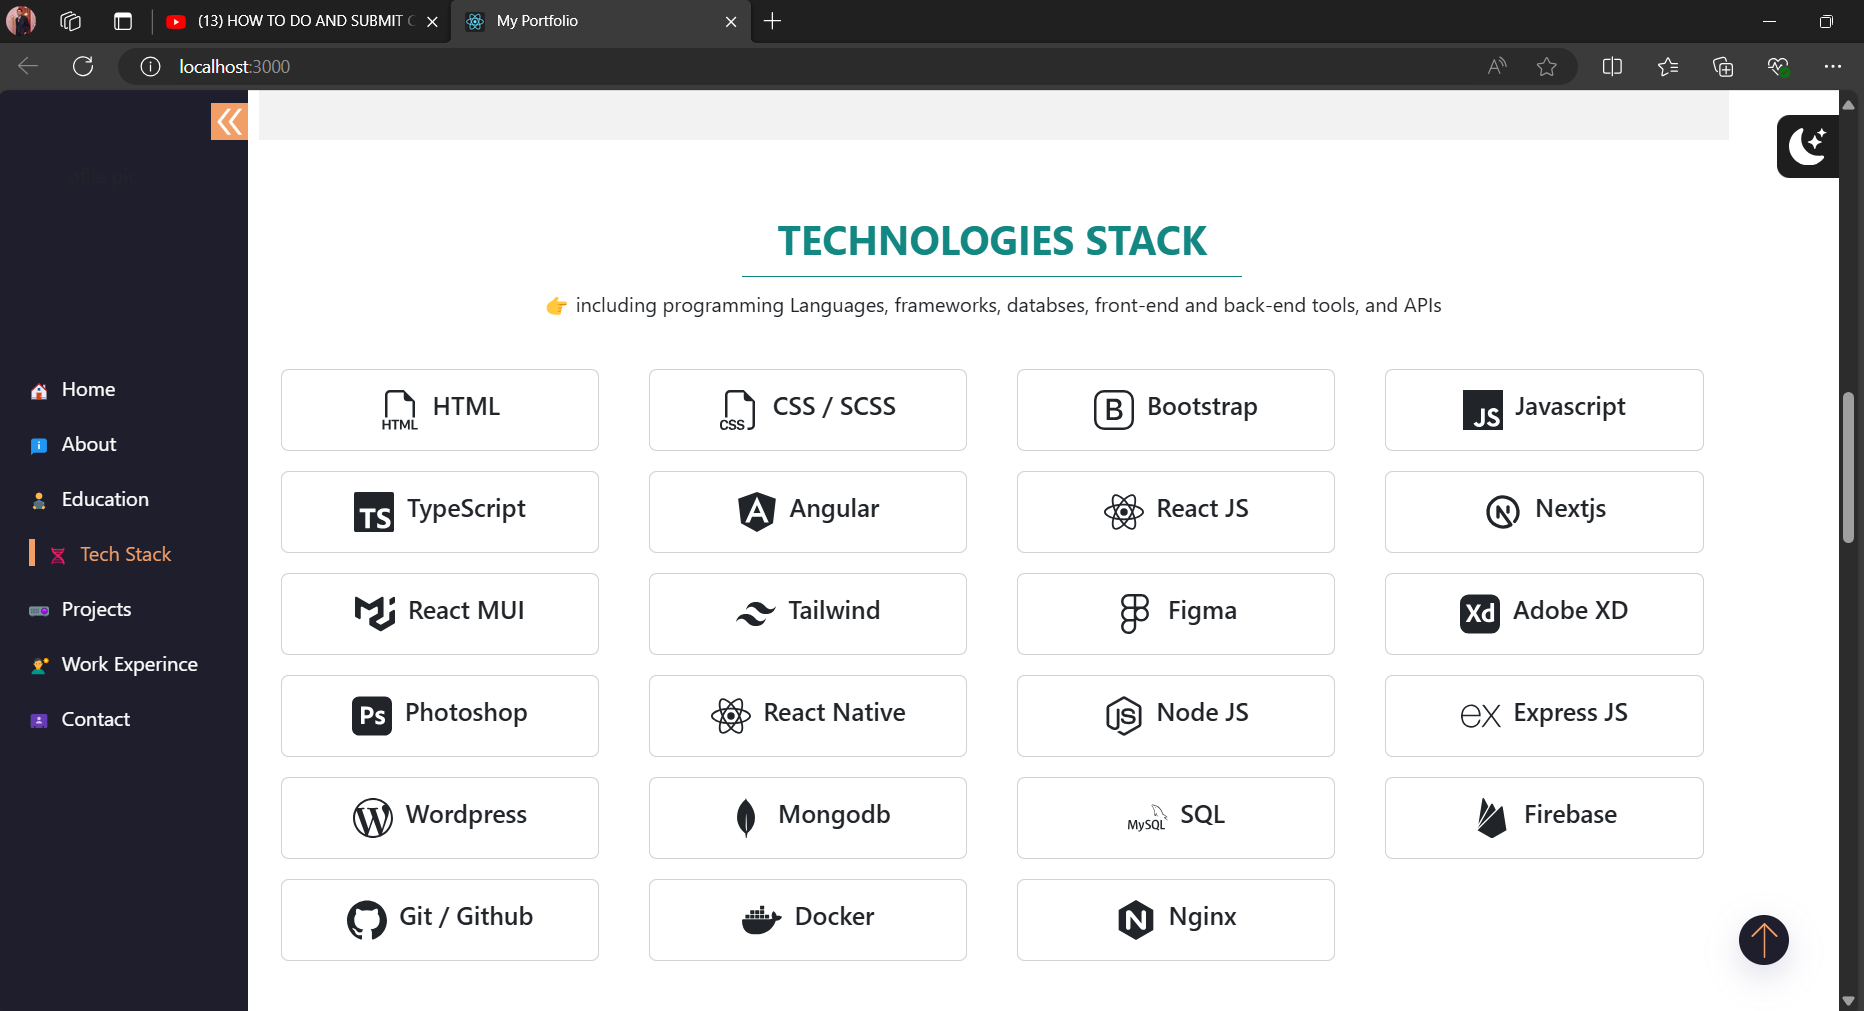 (13) HOW TO DO AND SUBMIT
My Portfolio
localhost:3000
TECHNOLOGIES STACK
👉 including programming Languages, frameworks, databses, front-end and back-end tools, and APIs
Home
About
Education
Tech Stack
Projects
Work Experince
Contact
HTML HTML
CSS CSS / SCSS
B Bootstrap
JS Javascript
TS TypeScript
A Angular
React JS
N Nextjs
React MUI
Tailwind
Figma
Xd Adobe XD
Ps Photoshop
React Native
JS Node JS
ex Express JS
W Wordpress
Mongodb
MySQL SQL
Firebase
Git / Github
Docker
N Nginx